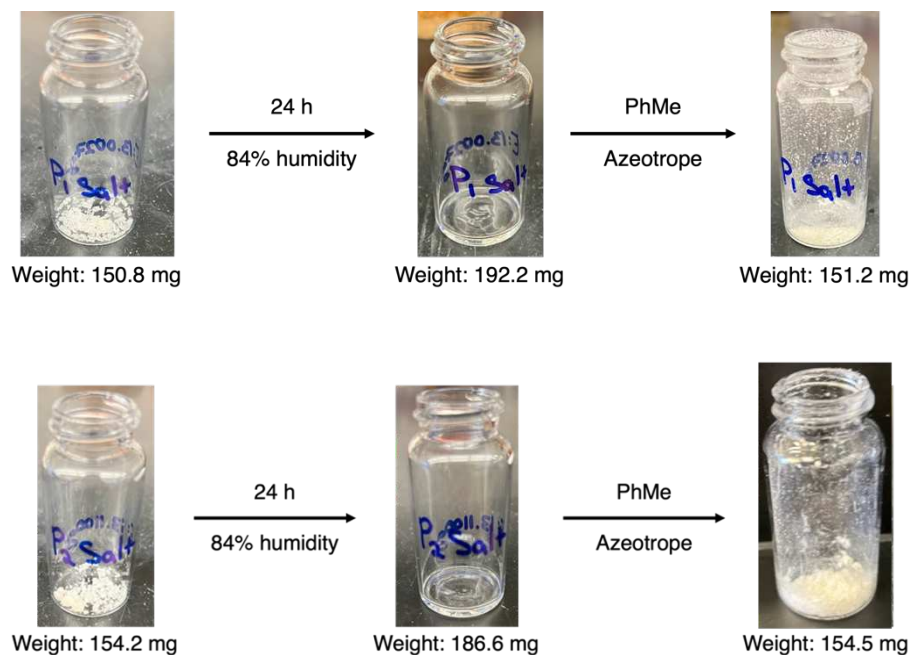 24 h
84% humidity
PhMe
Azeotrope
P₁ Salt
P₁ Salt
P₁ Salt
Weight: 150.8 mg
Weight: 192.2 mg
Weight: 151.2 mg
24 h
84% humidity
PhMe
Azeotrope
P₂ Salt
P₂ Salt
Weight: 154.2 mg
Weight: 186.6 mg
Weight: 154.5 mg